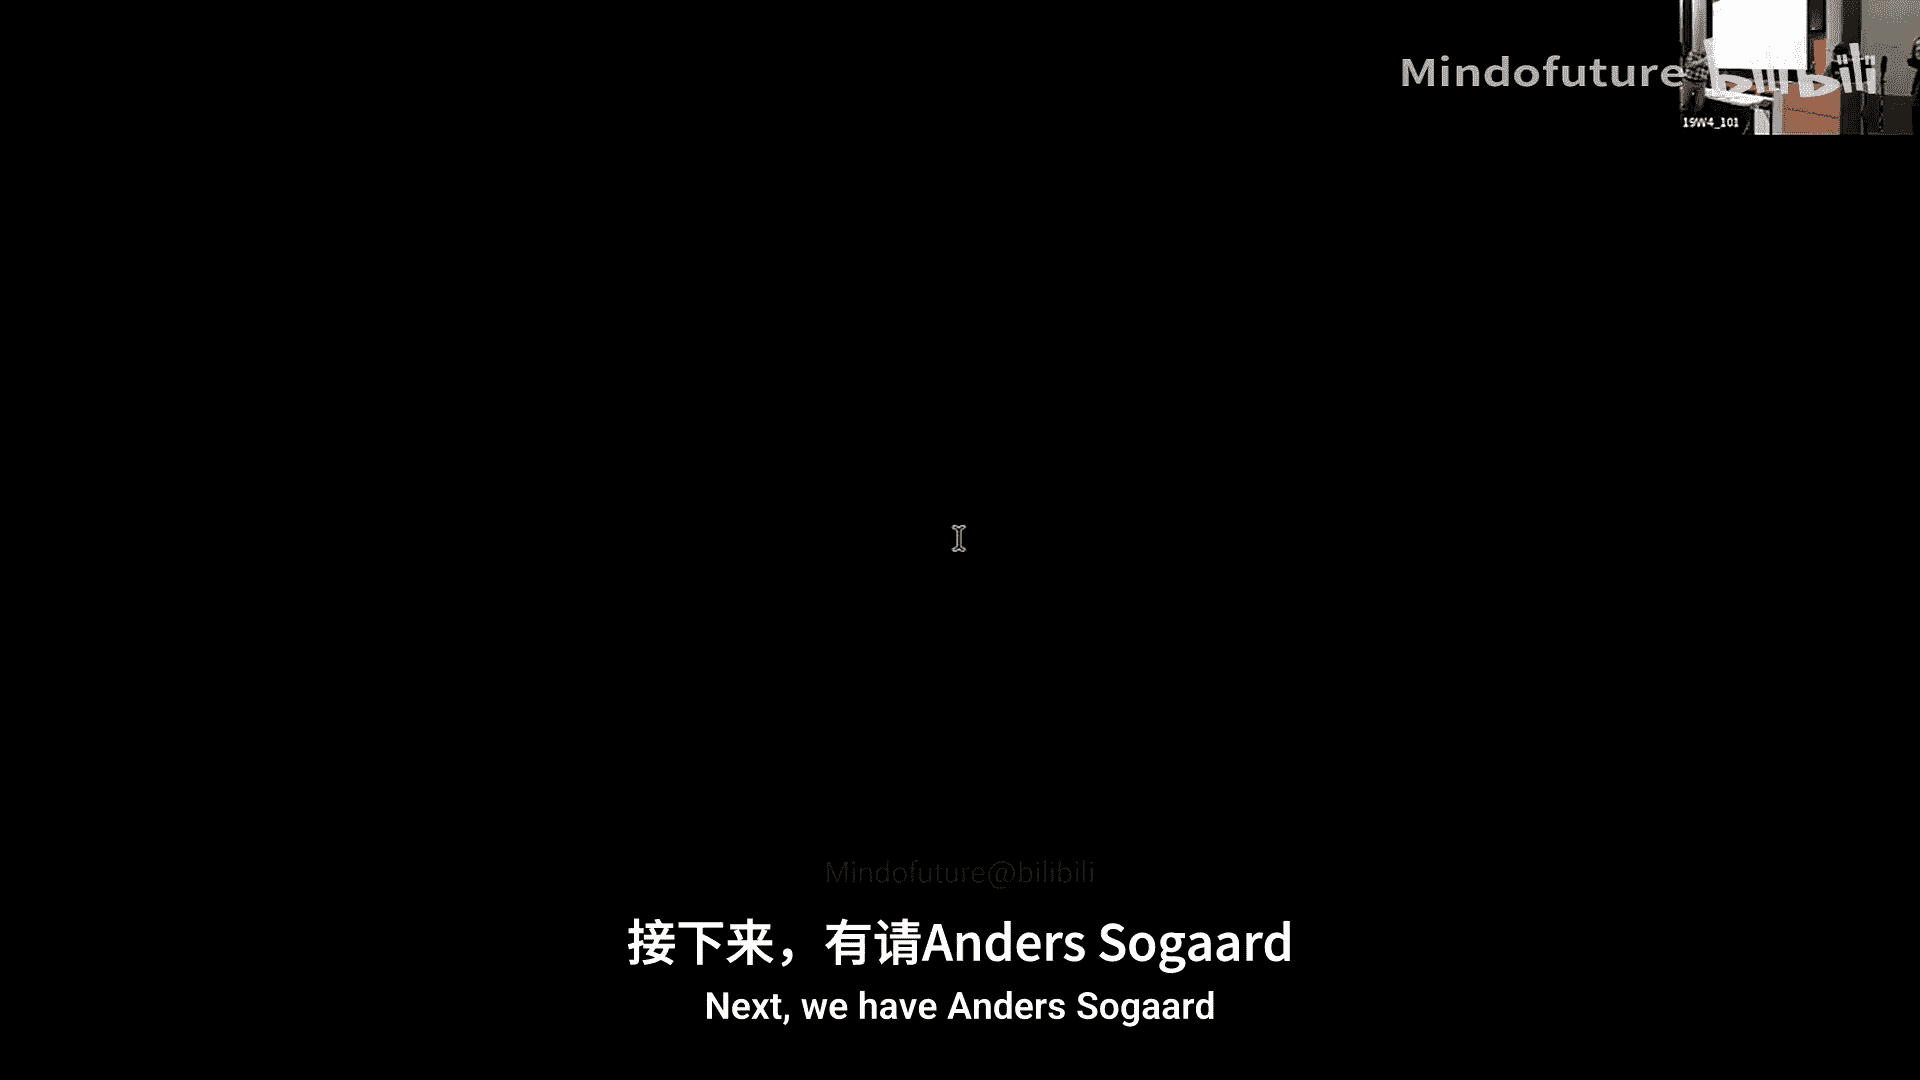 Mindofuture bilibili
19W4_101
Mindofuture@bilibili
接下来，有请Anders Sogaard
Next, we have Anders Sogaard